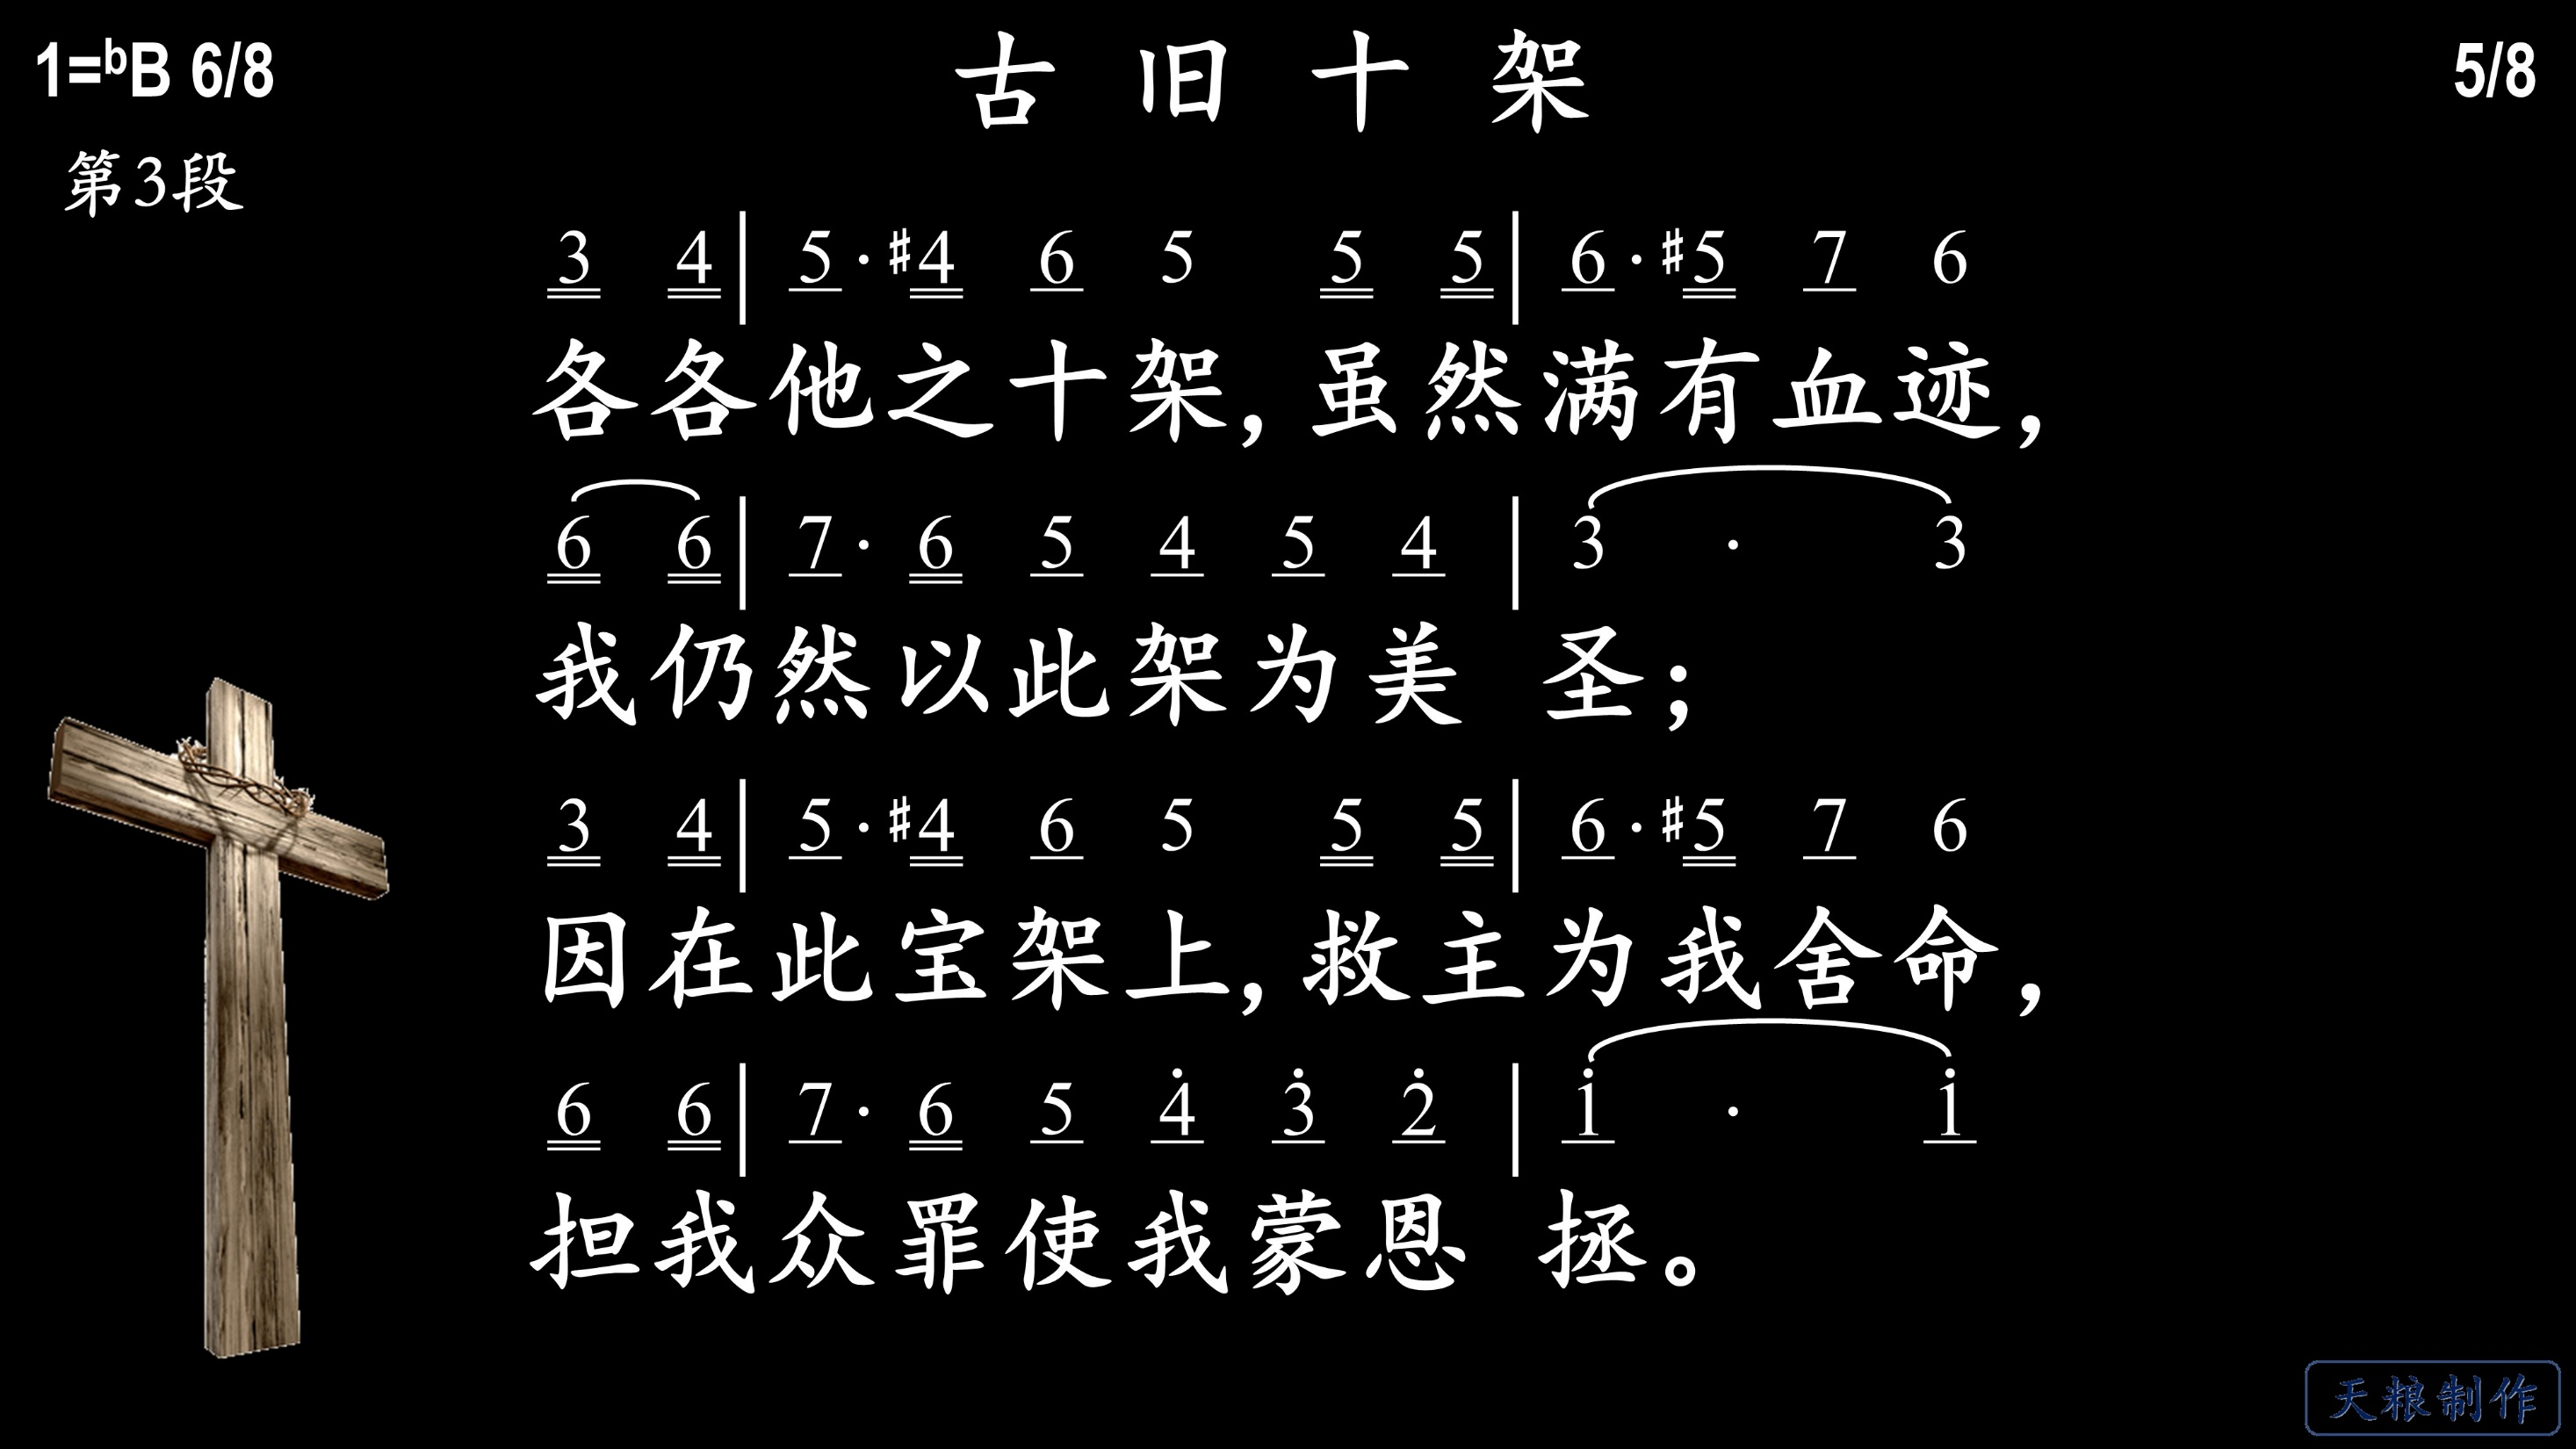 1=ᵇB 6/8
古旧十架
5/8
第3段
3 4 | 5 · #4 6 5 5 5 | 6 · #5 7 6
各各他之十架,虽然满有血迹,
6 6 | 7 · 6 5 4 5 4 | 3 · 3
我仍然以此架为美 圣;
3 4 | 5 · #4 6 5 5 5 | 6 · #5 7 6
因在此宝架上,救主为我舍命,
6 6 | 7 · 6 5 4̇ 3̇ 2̇ | i · i
担我众罪使我蒙恩 拯。
天粮制作